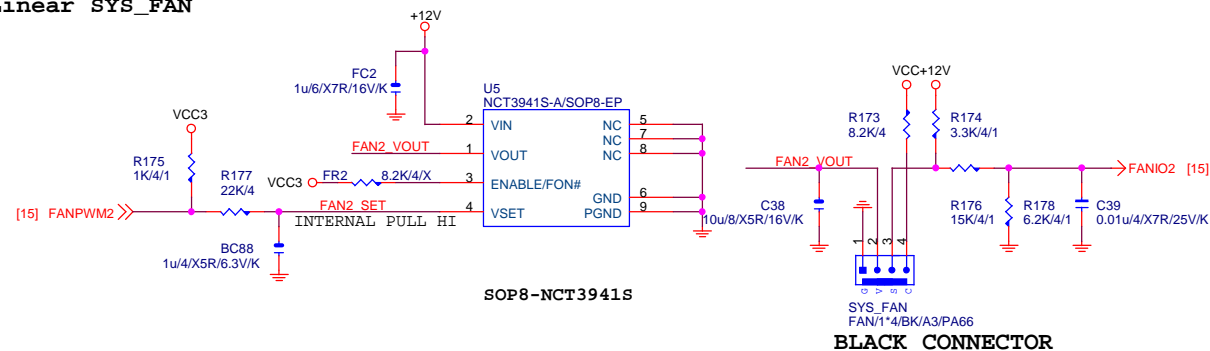 Linear SYS_FAN
+12V
FC2
1u/6/X7R/16V/K
U5
NCT3941S-A/SOP8-EP
2 VIN
1 VOUT
3 ENABLE/FON#
4 VSET
NC 5
NC 7
NC 8
GND 6
PGND 9
FAN2_VOUT
VCC3
R175
1K/4/1
R177
22K/4
VCC3
FR2
8.2K/4/X
[15] FANPWM2
FAN2_SET
INTERNAL PULL HI
BC88
1u/4/X5R/6.3V/K
SOP8-NCT3941S
VCC
+12V
R173
8.2K/4
R174
3.3K/4/1
FAN2_VOUT
FANIO2 [15]
C38
10u/8/X5R/16V/K
R176
15K/4/1
R178
6.2K/4/1
C39
0.01u/4/X7R/25V/K
1 2 3 4
G V S C
SYS_FAN
FAN/1*4/BK/A3/PA66
BLACK CONNECTOR